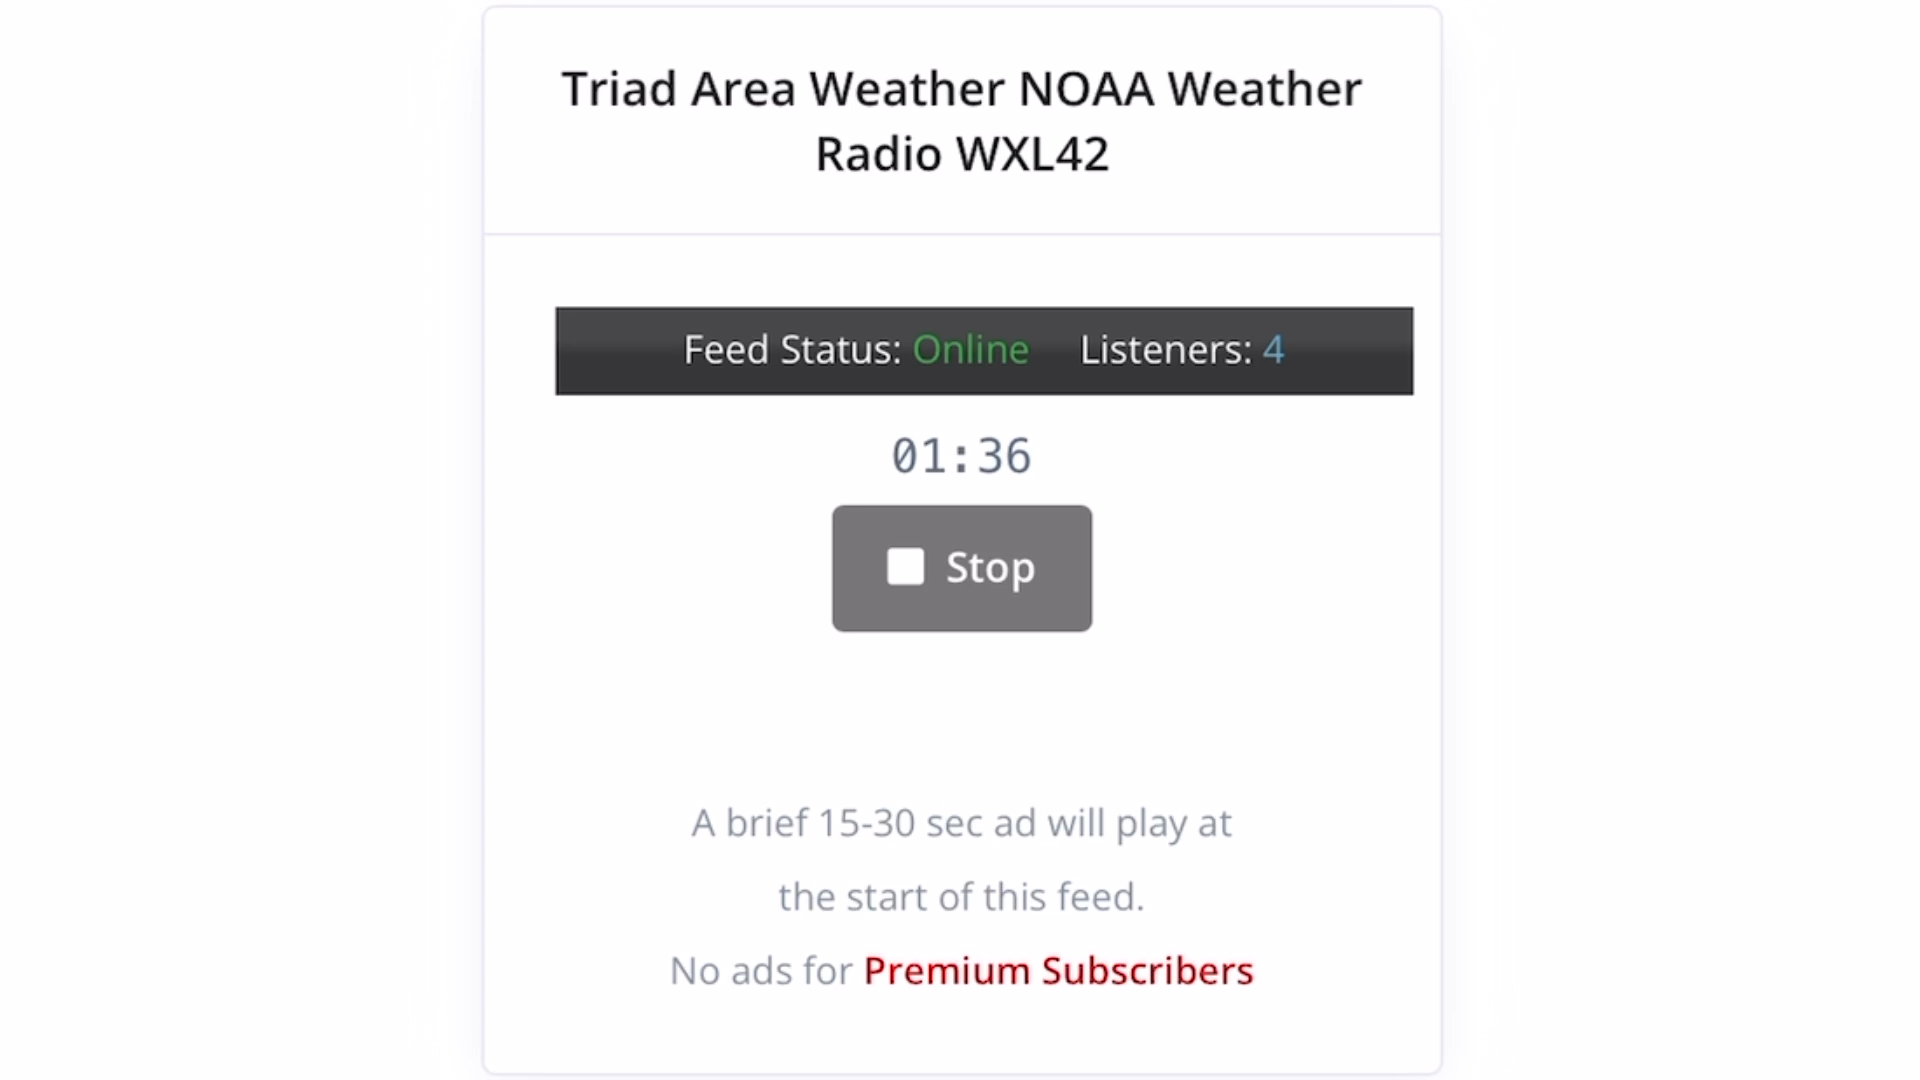 Triad Area Weather NOAA Weather
Radio WXL42
Feed Status: Online Listeners: 4
01:36
Stop
A brief 15-30 sec ad will play at
the start of this feed.
No ads for Premium Subscribers